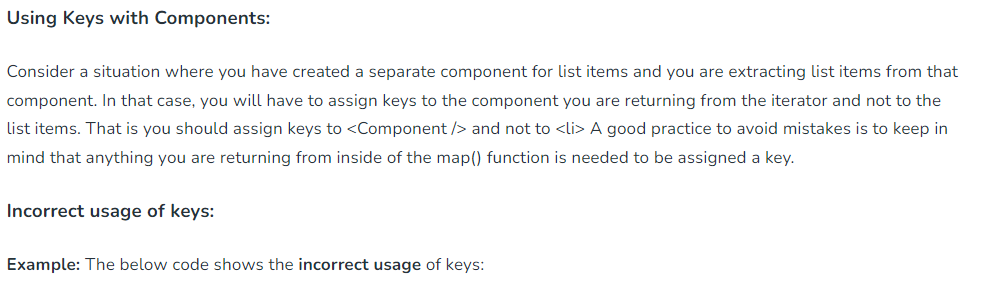 Using Keys with Components:
Consider a situation where you have created a separate component for list items and you are extracting list items from that
component. In that case, you will have to assign keys to the component you are returning from the iterator and not to the
list items. That is you should assign keys to <Component /> and not to <li> A good practice to avoid mistakes is to keep in
mind that anything you are returning from inside of the map() function is needed to be assigned a key.
Incorrect usage of keys:
Example: The below code shows the incorrect usage of keys: